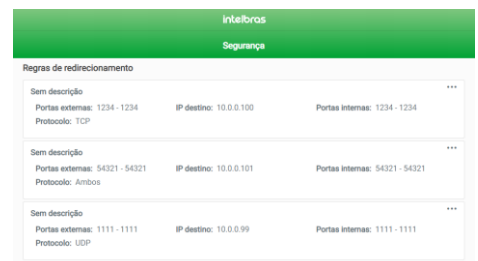 intelbras
Segurança
Regras de redirecionamento
Sem descrição
Portas externas: 1234 - 1234 IP destino: 10.0.0.100 Portas internas: 1234 - 1234
Protocolo: TCP
Sem descrição
Portas externas: 54321 - 54321 IP destino: 10.0.0.101 Portas internas: 54321 - 54321
Protocolo: Ambos
Sem descrição
Portas externas: 1111 - 1111 IP destino: 10.0.0.99 Portas internas: 1111 - 1111
Protocolo: UDP